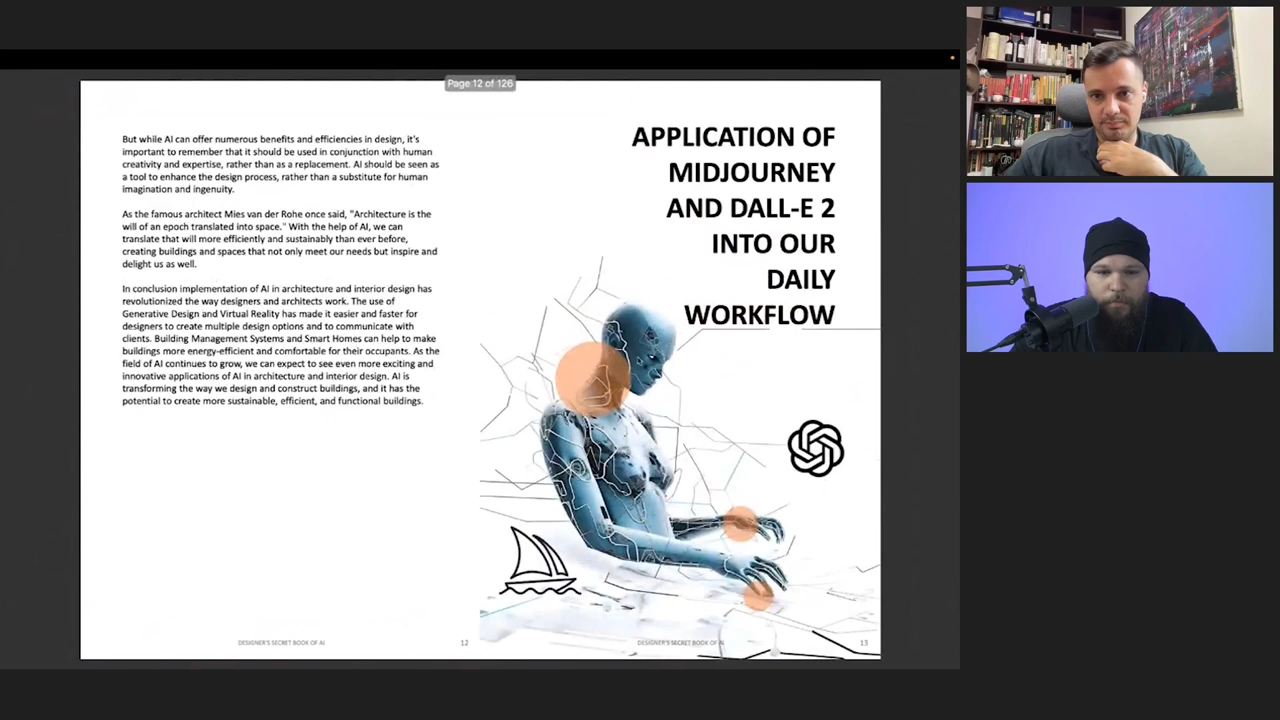 Page 12 of 126
But while AI can offer numerous benefits and efficiencies in design, it's
important to remember that it should be used in conjunction with human
creativity and expertise, rather than as a replacement. AI should be seen as
a tool to enhance the design process, rather than a substitute for human
imagination and ingenuity.
As the famous architect Mies van der Rohe once said, "Architecture is the
will of an epoch translated into space." With the help of AI, we can
translate that will more efficiently and sustainably than ever before,
creating buildings and spaces that not only meet our needs but inspire and
delight us as well.
In conclusion implementation of AI in architecture and interior design has
revolutionized the way designers and architects work. The use of
Generative Design and Virtual Reality has made it easier and faster for
designers to create multiple design options and to communicate with
clients. Building Management Systems and Smart Homes can help to make
buildings more energy-efficient and comfortable for their occupants. As the
field of AI continues to grow, we can expect to see even more exciting and
innovative applications of AI in architecture and interior design. AI is
transforming the way we design and construct buildings, and it has the
potential to create more sustainable, efficient, and functional buildings.
DESIGNER'S SECRET BOOK OF AI
12
APPLICATION OF
MIDJOURNEY
AND DALL-E 2
INTO OUR
DAILY
WORKFLOW
DESIGNER'S SECRET BOOK OF AI
13